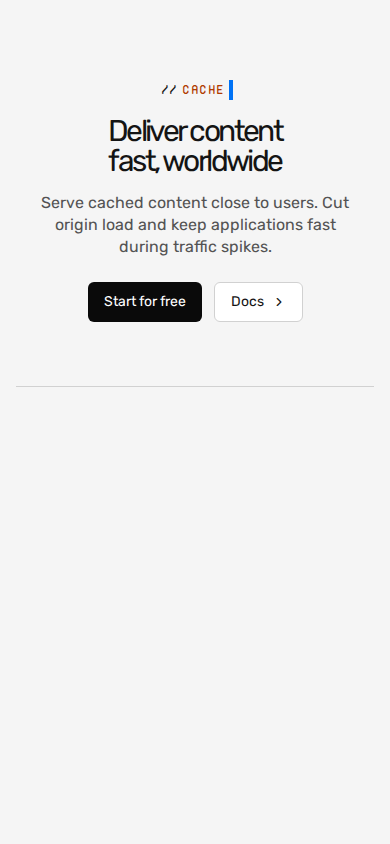 // CACHE
Deliver content
fast, worldwide
Serve cached content close to users. Cut
origin load and keep applications fast
during traffic spikes.
Start for free
Docs